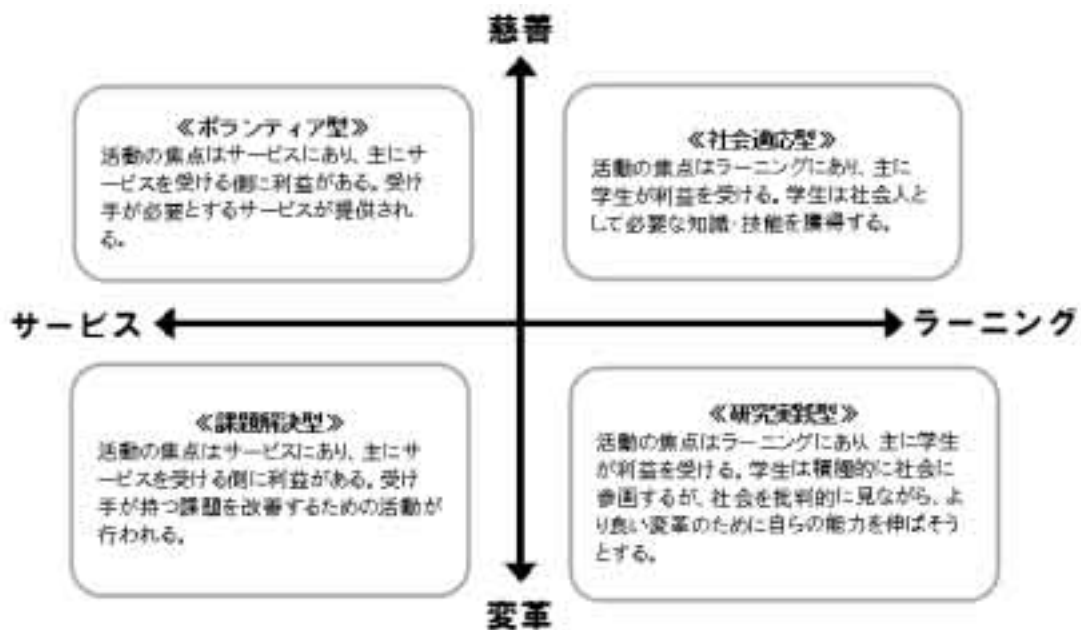 慈善
≪ボランティア型≫
活動の焦点はサービスにあり、主にサ
ービスを受ける側に利益がある。受け
手が必要とするサービスが提供され
る。
≪社会適応型≫
活動の焦点はラーニングにあり、主に
学生が利益を受ける。学生は社会人と
して必要な知識・技能を獲得する。
サービス
ラーニング
≪課題解決型≫
活動の焦点はサービスにあり、主にサ
ービスを受ける側に利益がある。受け
手が持つ課題を改善するための活動が
行われる。
≪研究実践型≫
活動の焦点はラーニングにあり、主に学生
が利益を受ける。学生は積極的に社会に
参画するが、社会を批判的に見ながら、よ
り良い変革のために自らの能力を伸ばそう
とする。
変革